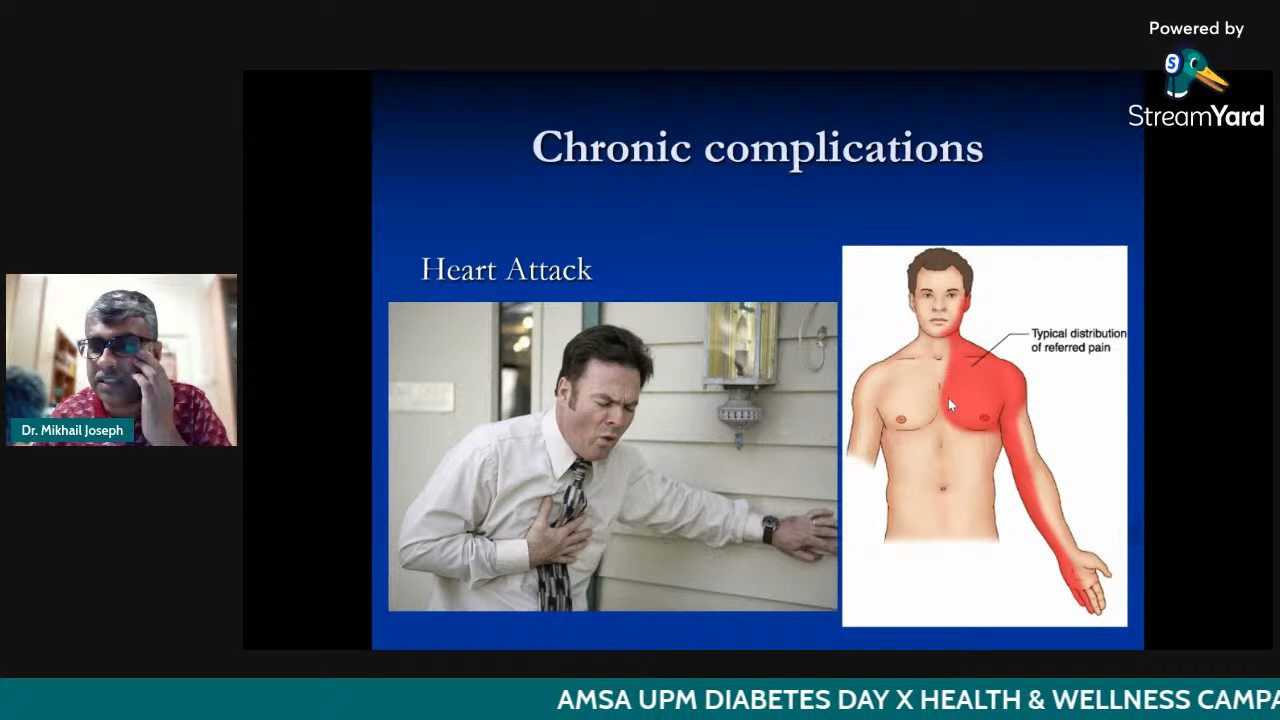 Powered by
StreamYard
Chronic complications
Heart Attack
Typical distribution
of referred pain
Dr. Mikhail Joseph
AMSA UPM DIABETES DAY X HEALTH & WELLNESS CAMPA